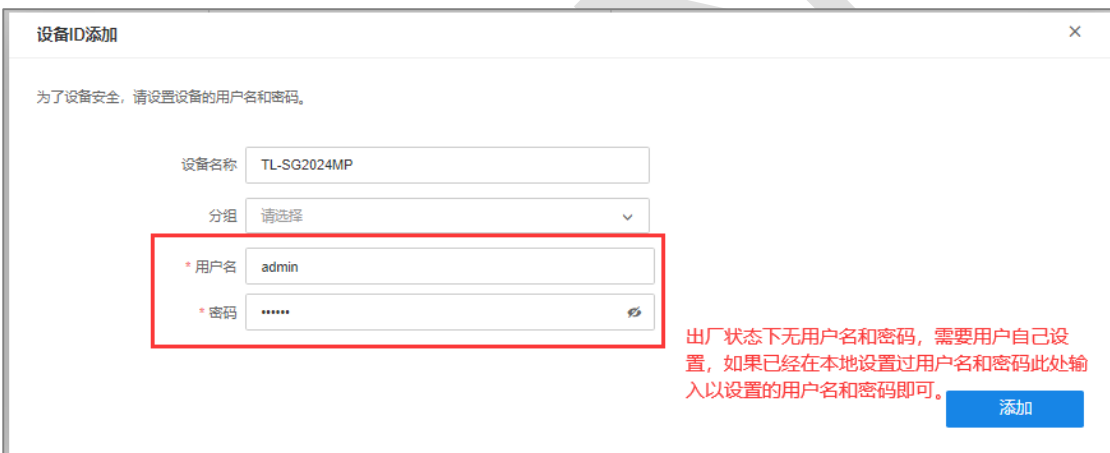 设备ID添加
为了设备安全，请设置设备的用户名和密码。
设备名称 TL-SG2024MP
分组 请选择
* 用户名 admin
* 密码 ••••••
出厂状态下无用户名和密码，需要用户自己设
置，如果已经在本地设置过用户名和密码此处输
入以设置的用户名和密码即可。
添加